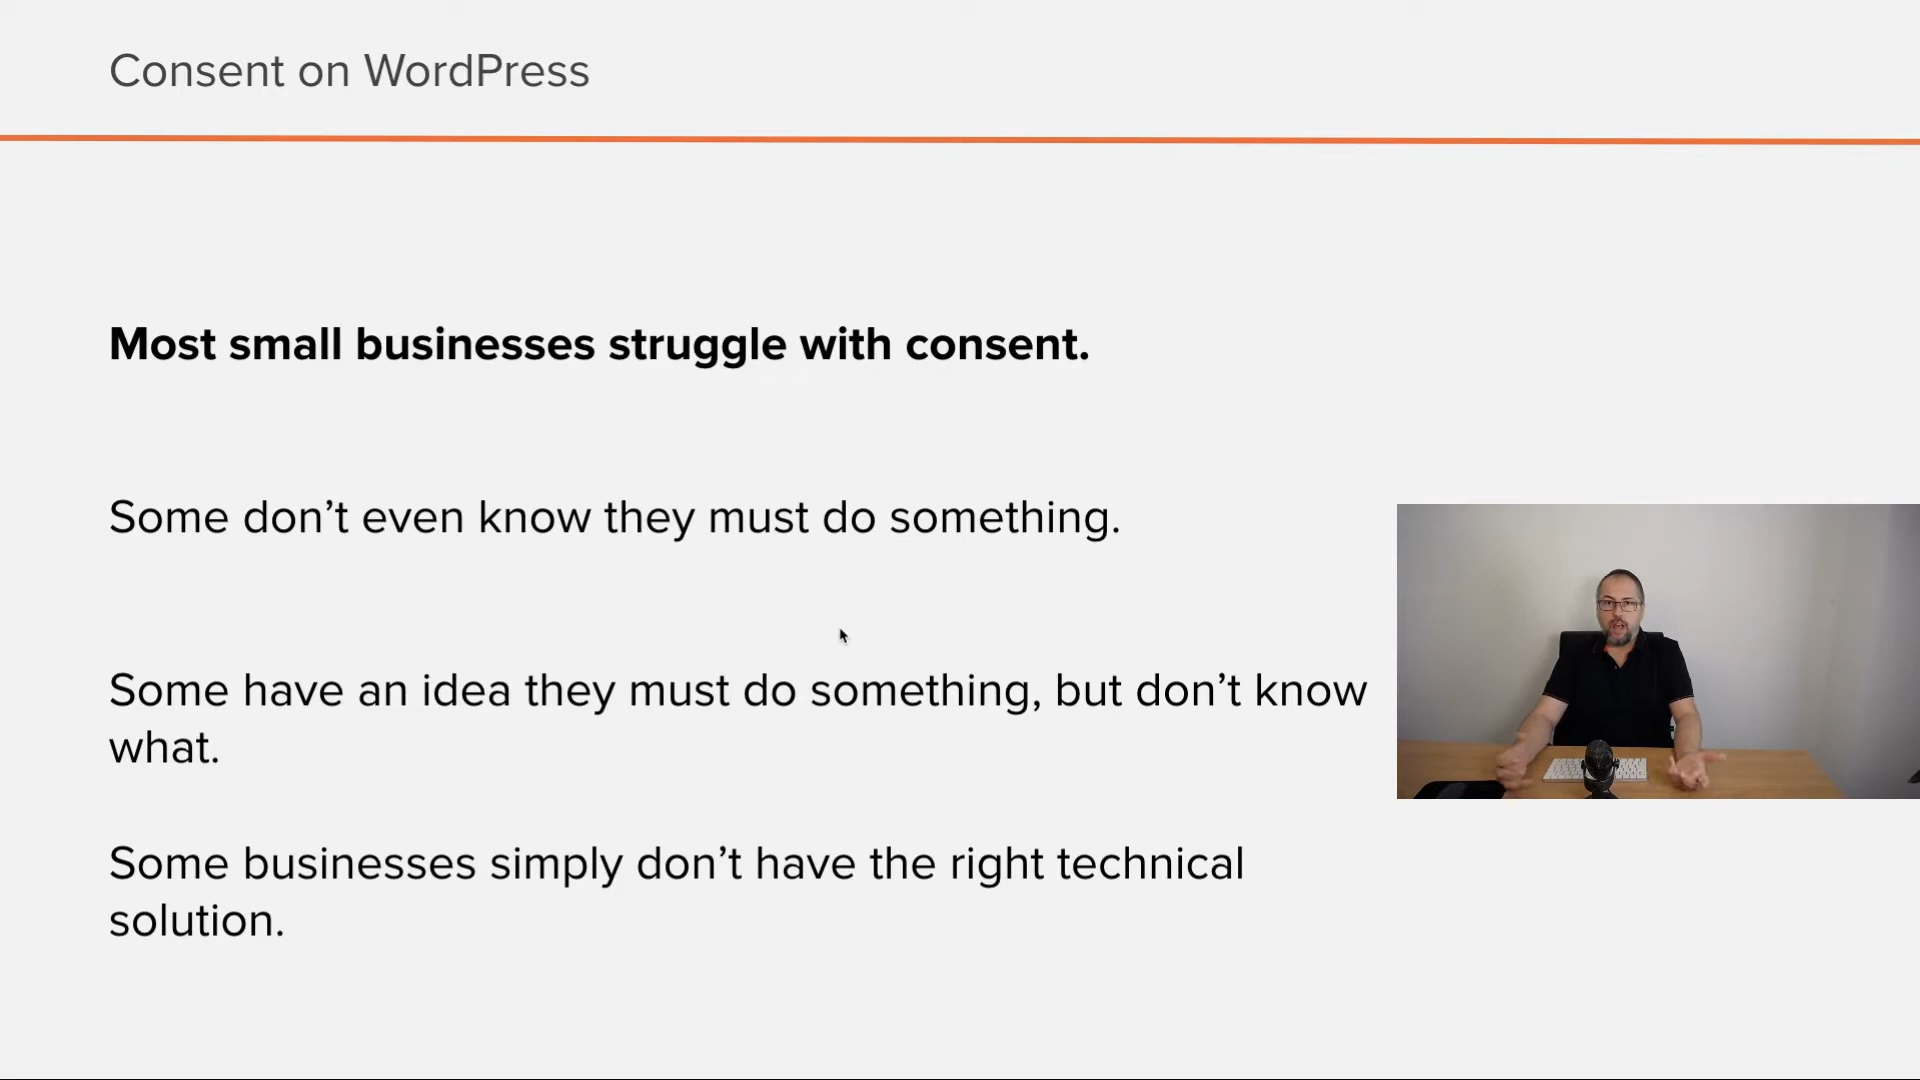 Consent on WordPress
Most small businesses struggle with consent.
Some don’t even know they must do something.
Some have an idea they must do something, but don’t know
what.
Some businesses simply don’t have the right technical
solution.